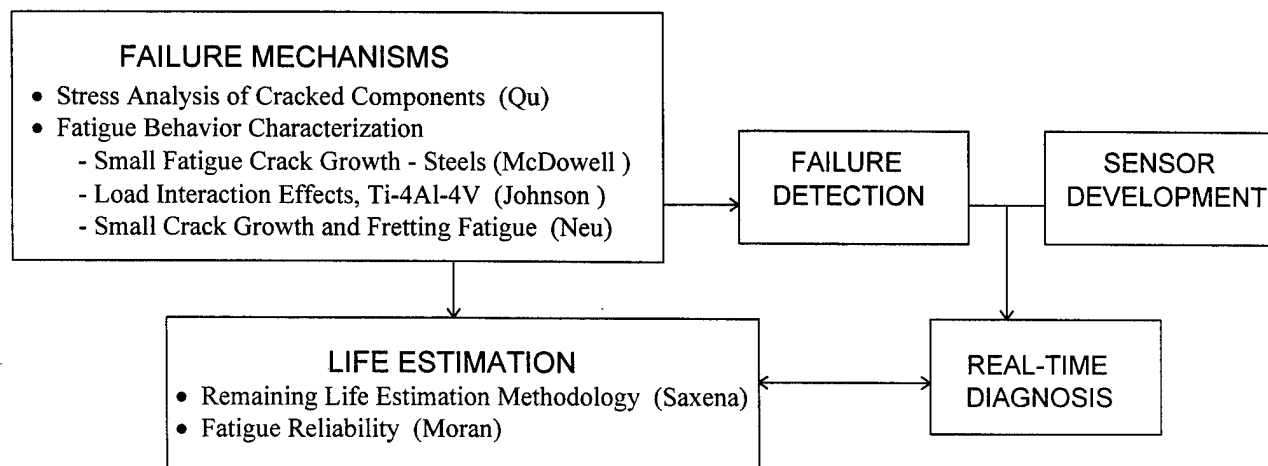 FAILURE MECHANISMS
• Stress Analysis of Cracked Components (Qu)
• Fatigue Behavior Characterization
- Small Fatigue Crack Growth - Steels (McDowell )
- Load Interaction Effects, Ti-4Al-4V (Johnson )
- Small Crack Growth and Fretting Fatigue (Neu)
FAILURE
DETECTION
SENSOR
DEVELOPMENT
LIFE ESTIMATION
• Remaining Life Estimation Methodology (Saxena)
• Fatigue Reliability (Moran)
REAL-TIME
DIAGNOSIS